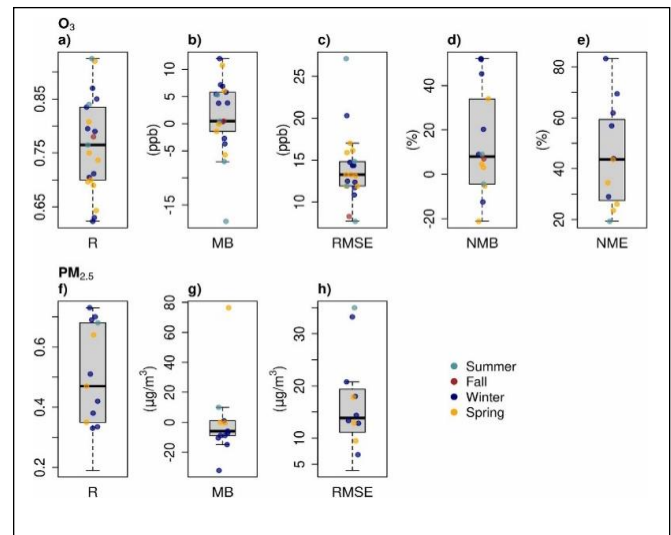 O₃
a) b) c) d) e)
0.85
0.75
0.65
R
10
5
0
-5
-15
(ppb)
MB
25
20
15
10
(ppb)
RMSE
40
20
0
-20
(%)
NMB
80
60
40
20
(%)
NME
PM₂.₅
f) g) h)
0.6
0.4
0.2
R
80
60
40
20
0
-20
(µg/m³)
MB
30
20
10
5
(µg/m³)
RMSE
Summer
Fall
Winter
Spring